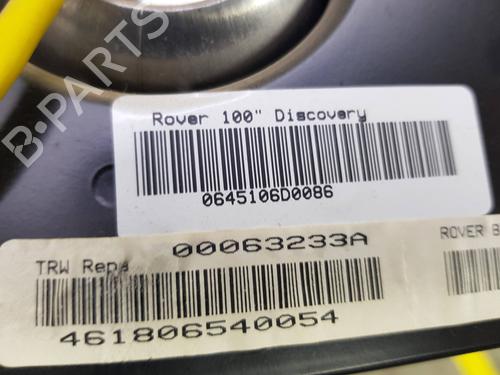 B-PARTS
Rover 100" Discovery
0645106D0086
00063233A
TRW Repa
ROVER
461806540054